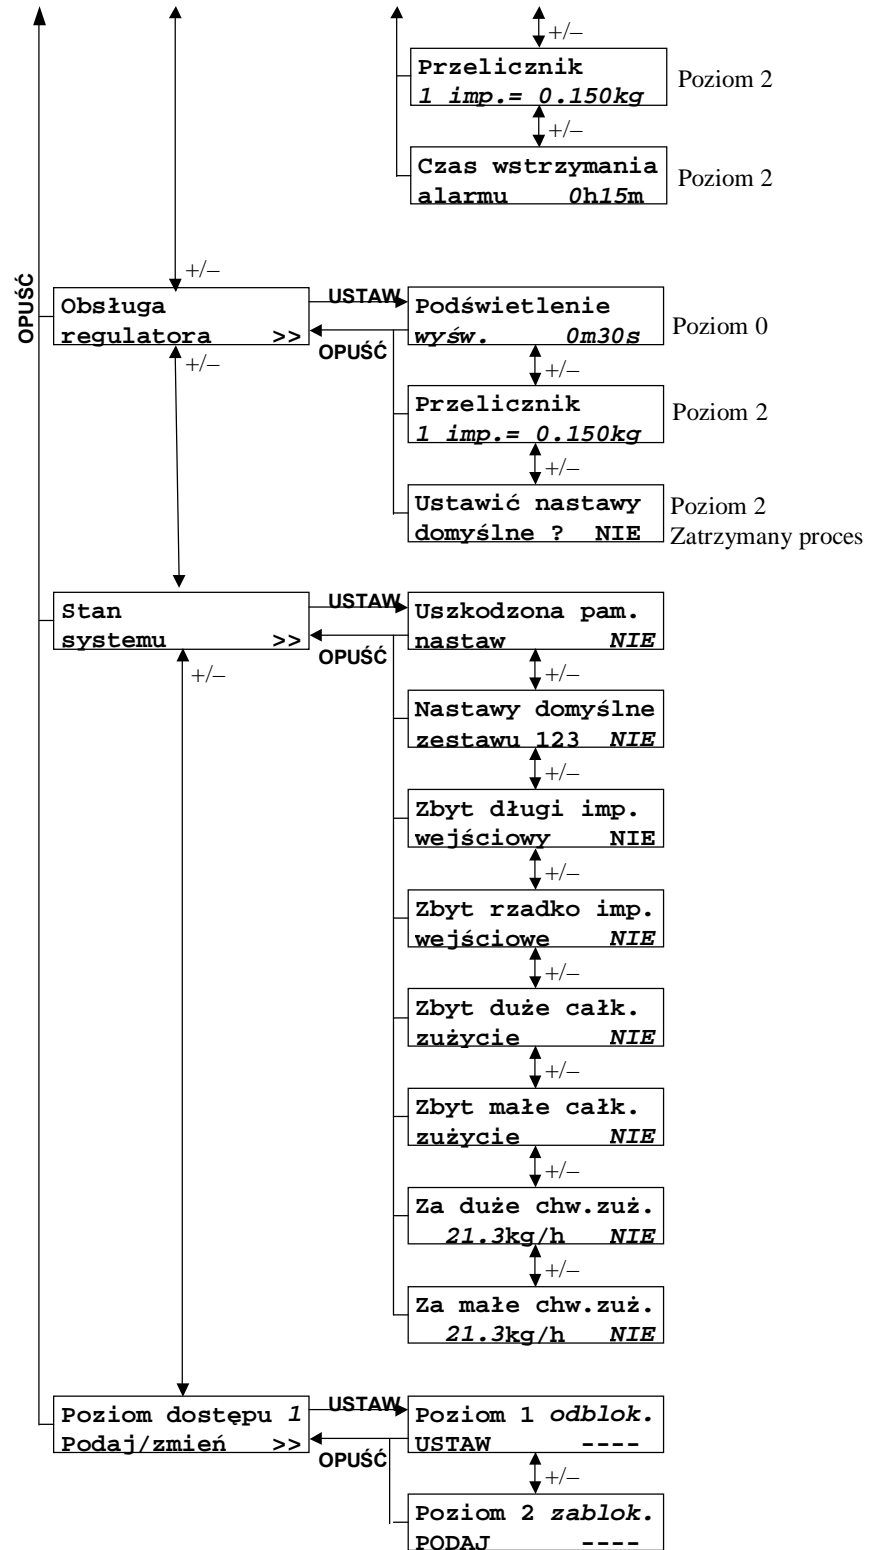 +/–
Przelicznik
1 imp.= 0.150kg
Poziom 2
+/–
Czas wstrzymania
alarmu 0h15m
Poziom 2
OPUŚĆ
+/–
Obsługa
regulatora >>
USTAW
OPUŚĆ
Podświetlenie
wyśw. 0m30s
Poziom 0
+/–
+/–
Przelicznik
1 imp.= 0.150kg
Poziom 2
+/–
Ustawić nastawy
domyślne ? NIE
Poziom 2
Zatrzymany proces
Stan
systemu >>
USTAW
OPUŚĆ
Uszkodzona pam.
nastaw NIE
+/–
+/–
Nastawy domyślne
zestawu 123 NIE
+/–
Zbyt długi imp.
wejściowy NIE
+/–
Zbyt rzadko imp.
wejściowe NIE
+/–
Zbyt duże całk.
zużycie NIE
+/–
Zbyt małe całk.
zużycie NIE
+/–
Za duże chw.zuż.
21.3kg/h NIE
+/–
Za małe chw.zuż.
21.3kg/h NIE
Poziom dostępu 1
Podaj/zmień >>
USTAW
OPUŚĆ
Poziom 1 odblok.
USTAW ----
+/–
Poziom 2 zablok.
PODAJ ----